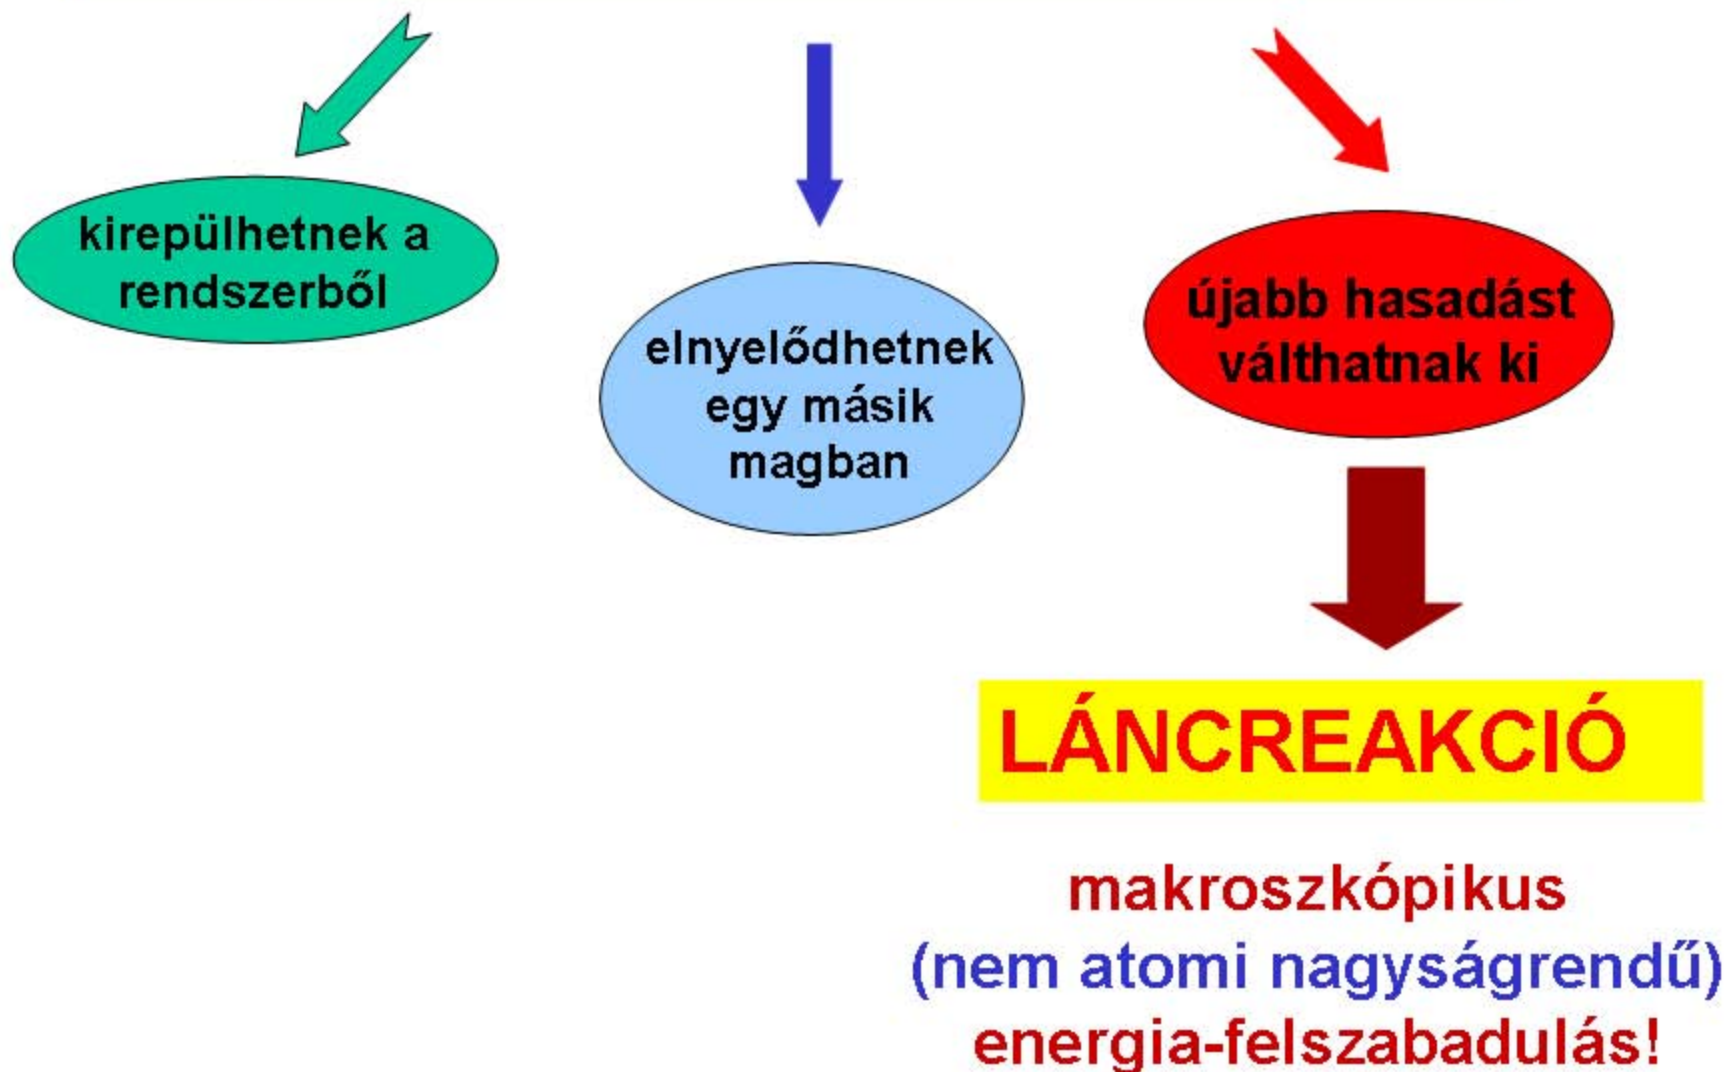 kirepülhetnek a
rendszerből
elnyelődhetnek
egy másik
magban
újabb hasadást
válthatnak ki
LÁNCREAKCIÓ
makroszkópikus
(nem atomi nagyságrendű)
energia-felszabadulás!